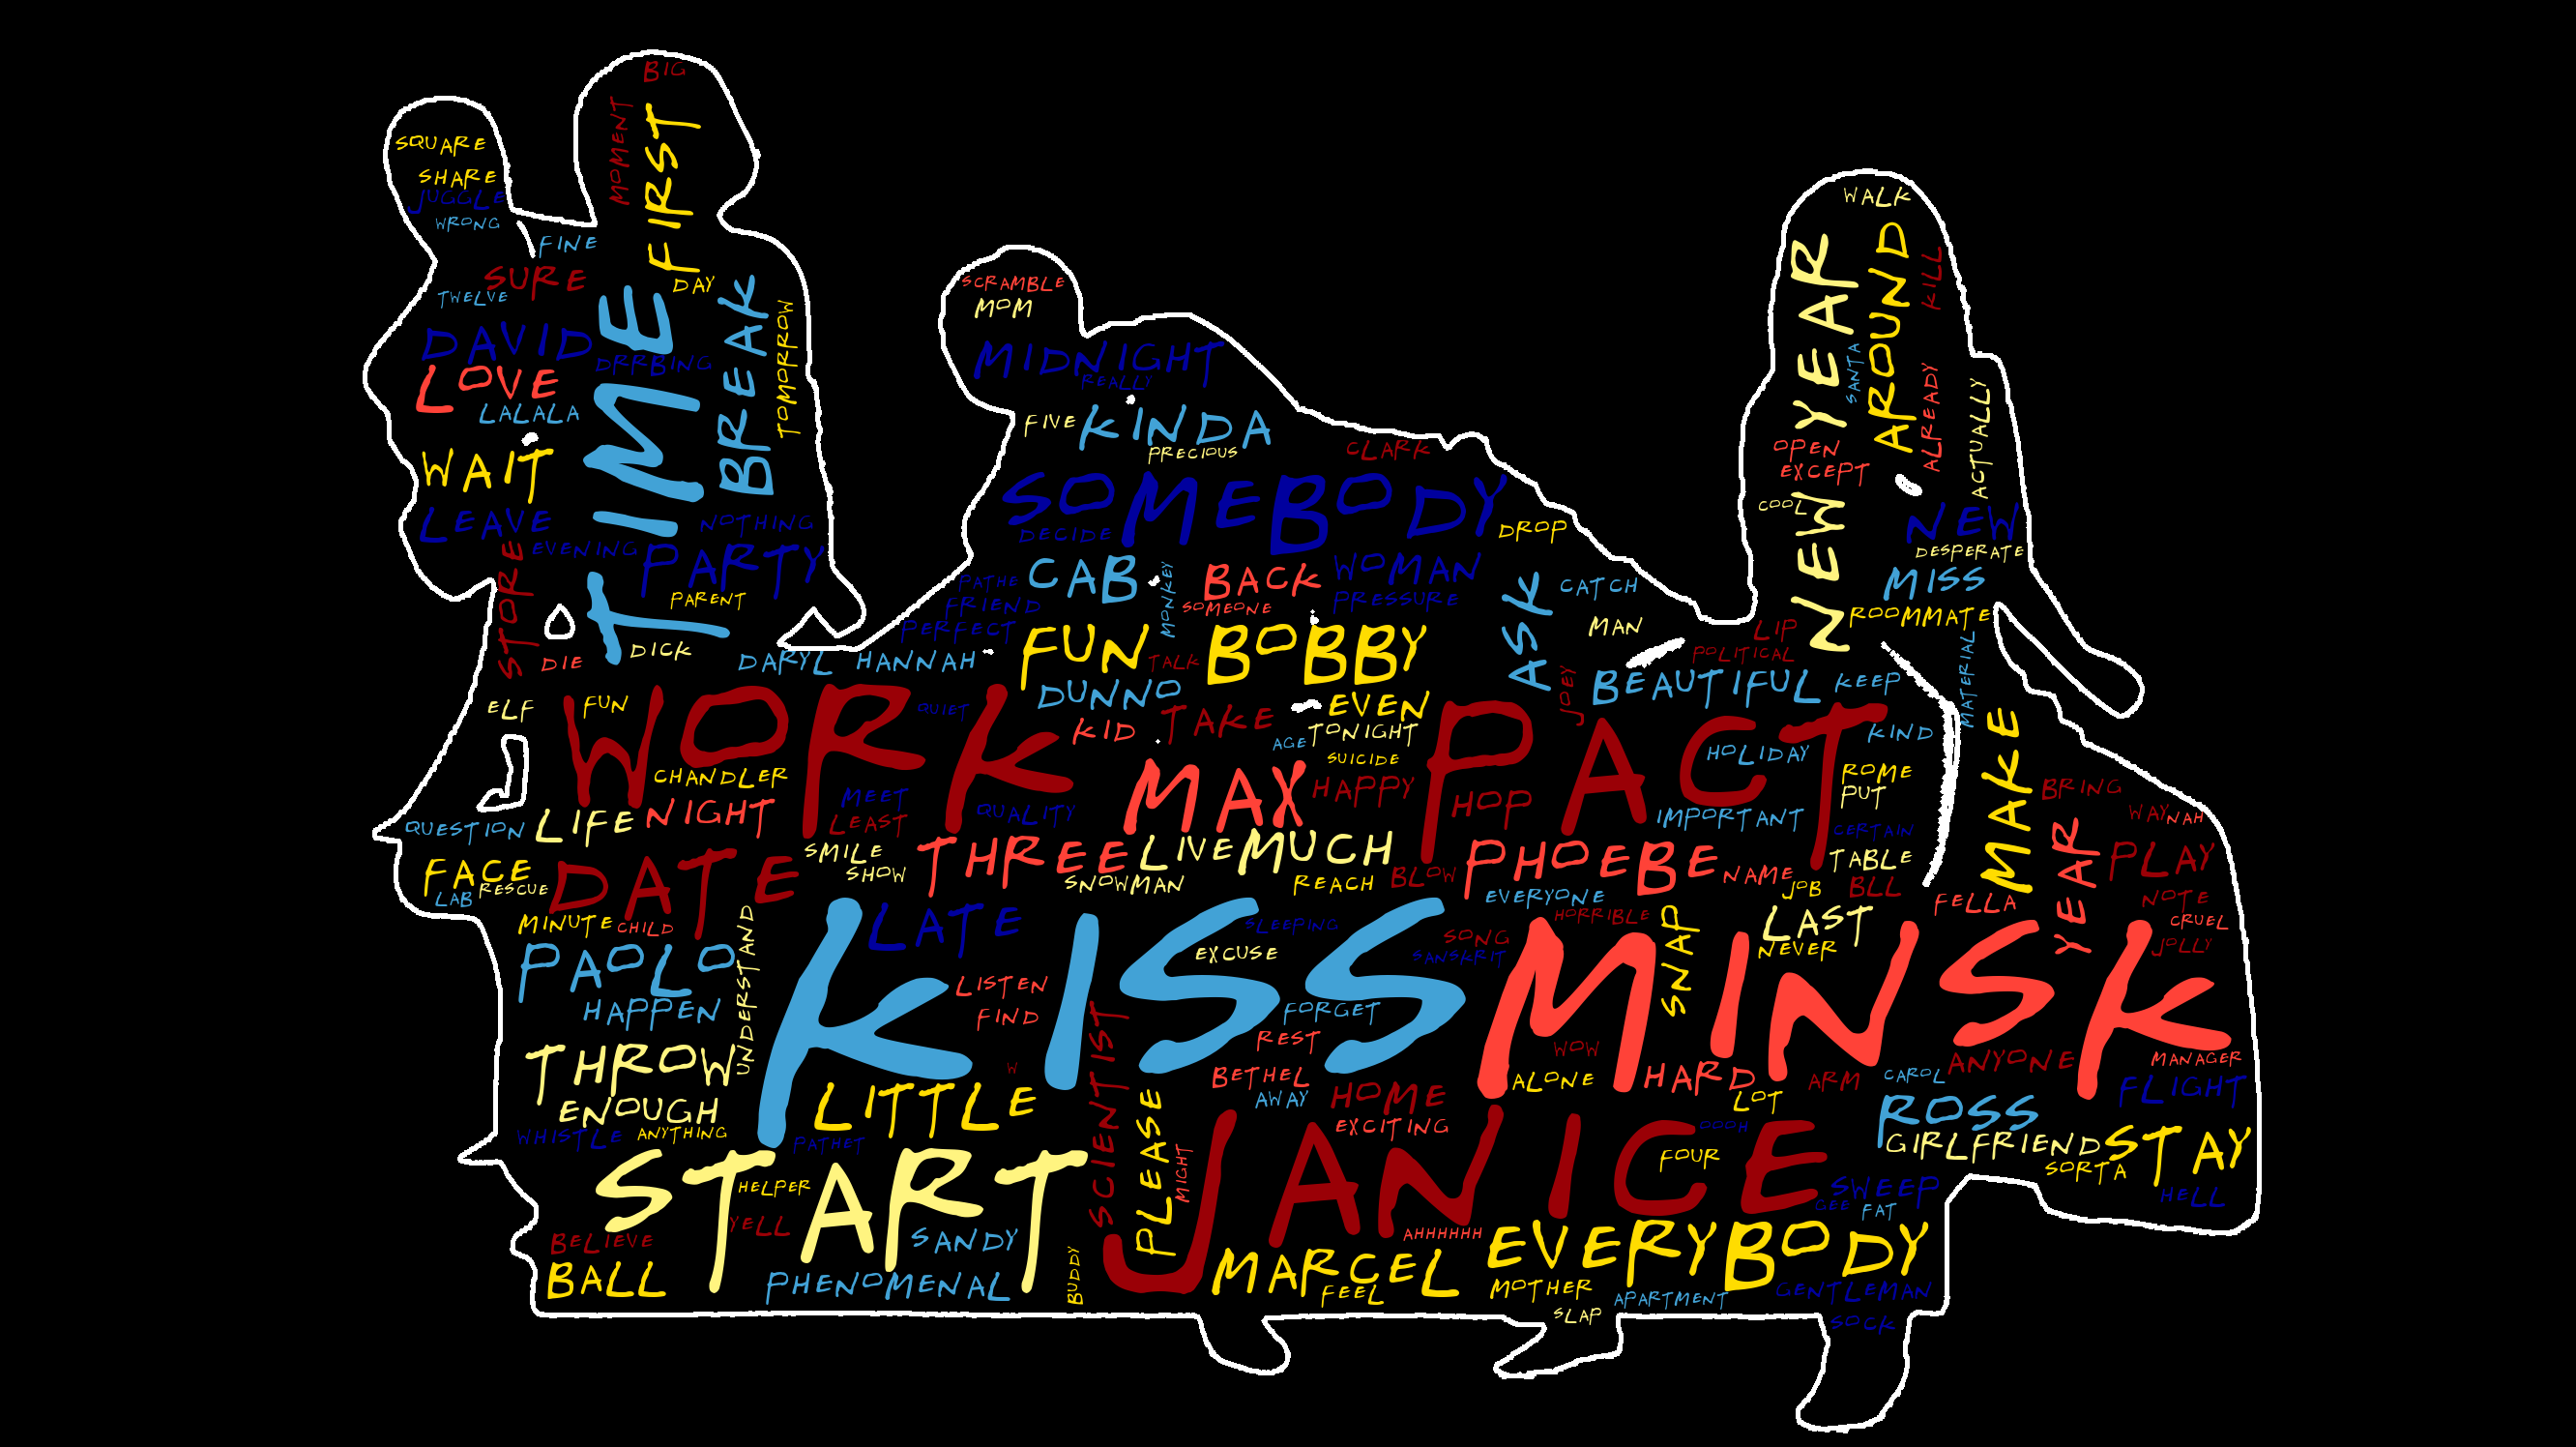 BIG
MOMENT
FIRST
SQUARE
SHARE
JUGGLE
WRONG
FINE
SURE
TWELVE
DAY
DAVID
DRRBING
LOVE
LALALA
TIME
BREAK
TOMORROW
WAIT
LEAVE
NOTHING
EVENING
PARTY
STORE
PARENT
DIE
DICK
DARYL HANNAH
SCRAMBLE
MOM
MIDNIGHT
REALLY
FIVE
KINDA
PRECIOUS
CLARK
SOMEBODY
DECIDE
DROP
CAB
MONKEY
BACK
WOMAN
PATHE
FRIEND
SOMEONE
PRESSURE
PERFECT
FUN
TALK
BOBBY
ASK
CATCH
MAN
WALK
NEW YEAR
AROUND
KILL
SANTA
ALREADY
ACTUALLY
OPEN
EXCEPT
COOL
NEW
DESPERATE
MISS
ROOMMATE
LIP
POLITICAL
MATERIAL
BEAUTIFUL
KEEP
JOEY
DUNNO
ELF
FUN
WORK
QUIET
KID
TAKE
EVEN
AGE
TONIGHT
SUICIDE
PACT
HOLIDAY
KIND
MAKE
CHANDLER
MAX
HAPPY
HOP
ROME
PUT
BRING
MEET
LEAST
QUALITY
IMPORTANT
CERTAIN
WAY
NAH
QUESTION
LIFE
NIGHT
SMILE
SHOW
THREE
LIVE
MUCH
SNOWMAN
REACH
BLOW
PHOEBE
NAME
TABLE
YEAR
PLAY
FACE
RESCUE
LAB
DATE
EVERYONE
JOB
BLL
FELLA
NOTE
MINUTE
CHILD
UNDERSTAND
LATE
SLEEPING
HORRIBLE
SNAP
LAST
NEVER
CRUEL
JOLLY
PAOLO
HAPPEN
KISS
EXCUSE
SONG
SANSKRIT
MINSK
LISTEN
FIND
FORGET
SCIENTIST
REST
WOW
THROW
ENOUGH
W
BETHEL
AWAY
HOME
ALONE
HARD
LOT
ARM
CAROL
ANYONE
MANAGER
FLIGHT
WHISTLE
ANYTHING
LITTLE
PATHET
PLEASE
MIGHT
EXCITING
OOOH
ROSS
GIRLFRIEND
STAY
SORTA
START
HELPER
YELL
JANICE
FOUR
SWEEP
GEE
FAT
HELL
BELIEVE
BALL
SANDY
PHENOMENAL
BUDDY
AHHHHHH
MARCEL
FEEL
EVERYBODY
MOTHER
APARTMENT
GENTLEMAN
SLAP
SOCK